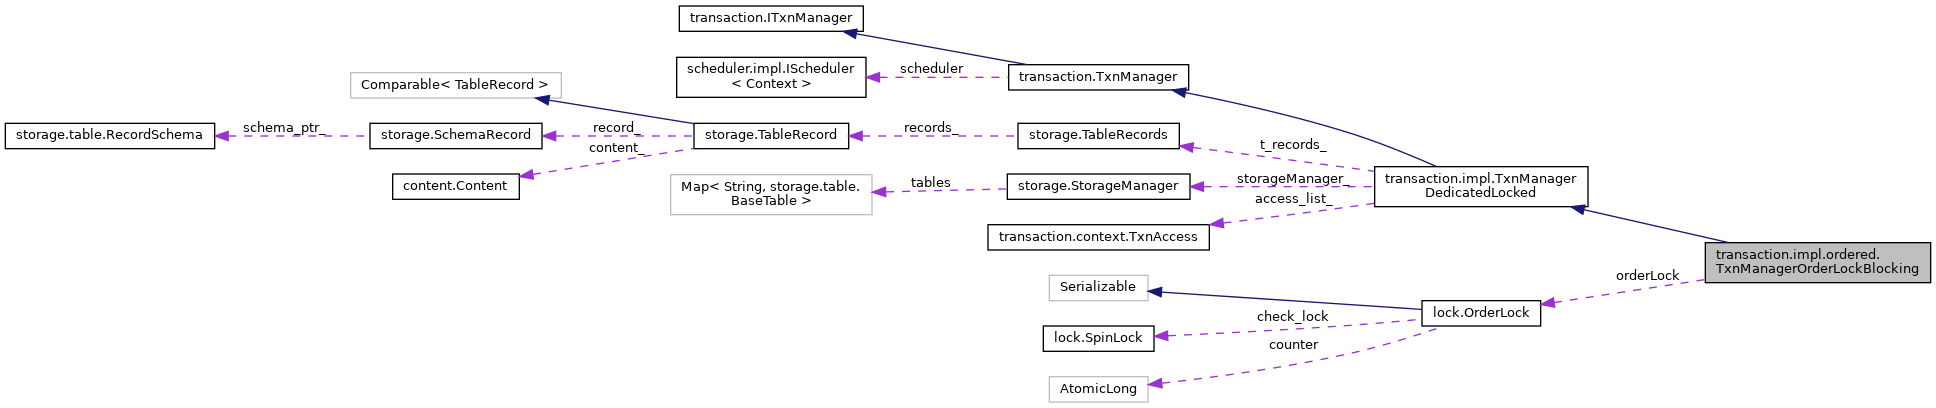 transaction.ITxnManager
scheduler.impl.IScheduler
< Context >
scheduler
transaction.TxnManager
Comparable< TableRecord >
storage.table.RecordSchema
schema_ptr_
storage.SchemaRecord
record_
content_
storage.TableRecord
records_
storage.TableRecords
t_records_
content.Content
Map< String, storage.table.
BaseTable >
tables
storage.StorageManager
storageManager_
access_list_
transaction.impl.TxnManager
DedicatedLocked
transaction.context.TxnAccess
transaction.impl.ordered.
TxnManagerOrderLockBlocking
orderLock
Serializable
lock.OrderLock
check_lock
lock.SpinLock
counter
AtomicLong